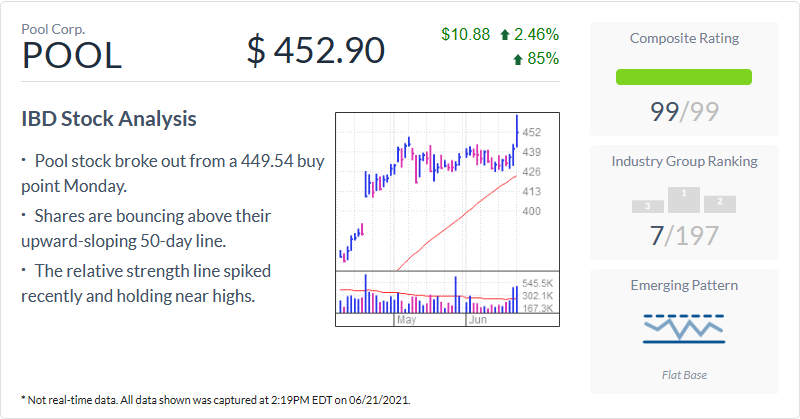 Pool Corp.
POOL
$ 452.90
$10.88 2.46%
85%
IBD Stock Analysis
· Pool stock broke out from a 449.54 buy
point Monday.
· Shares are bouncing above their
upward-sloping 50-day line.
· The relative strength line spiked
recently and holding near highs.
452
439
426
413
400
545.5K
302.1K
167.3K
May
Jun
Composite Rating
99/99
Industry Group Ranking
3 1 2
7/197
Emerging Pattern
Flat Base
* Not real-time data. All data shown was captured at 2:19PM EDT on 06/21/2021.